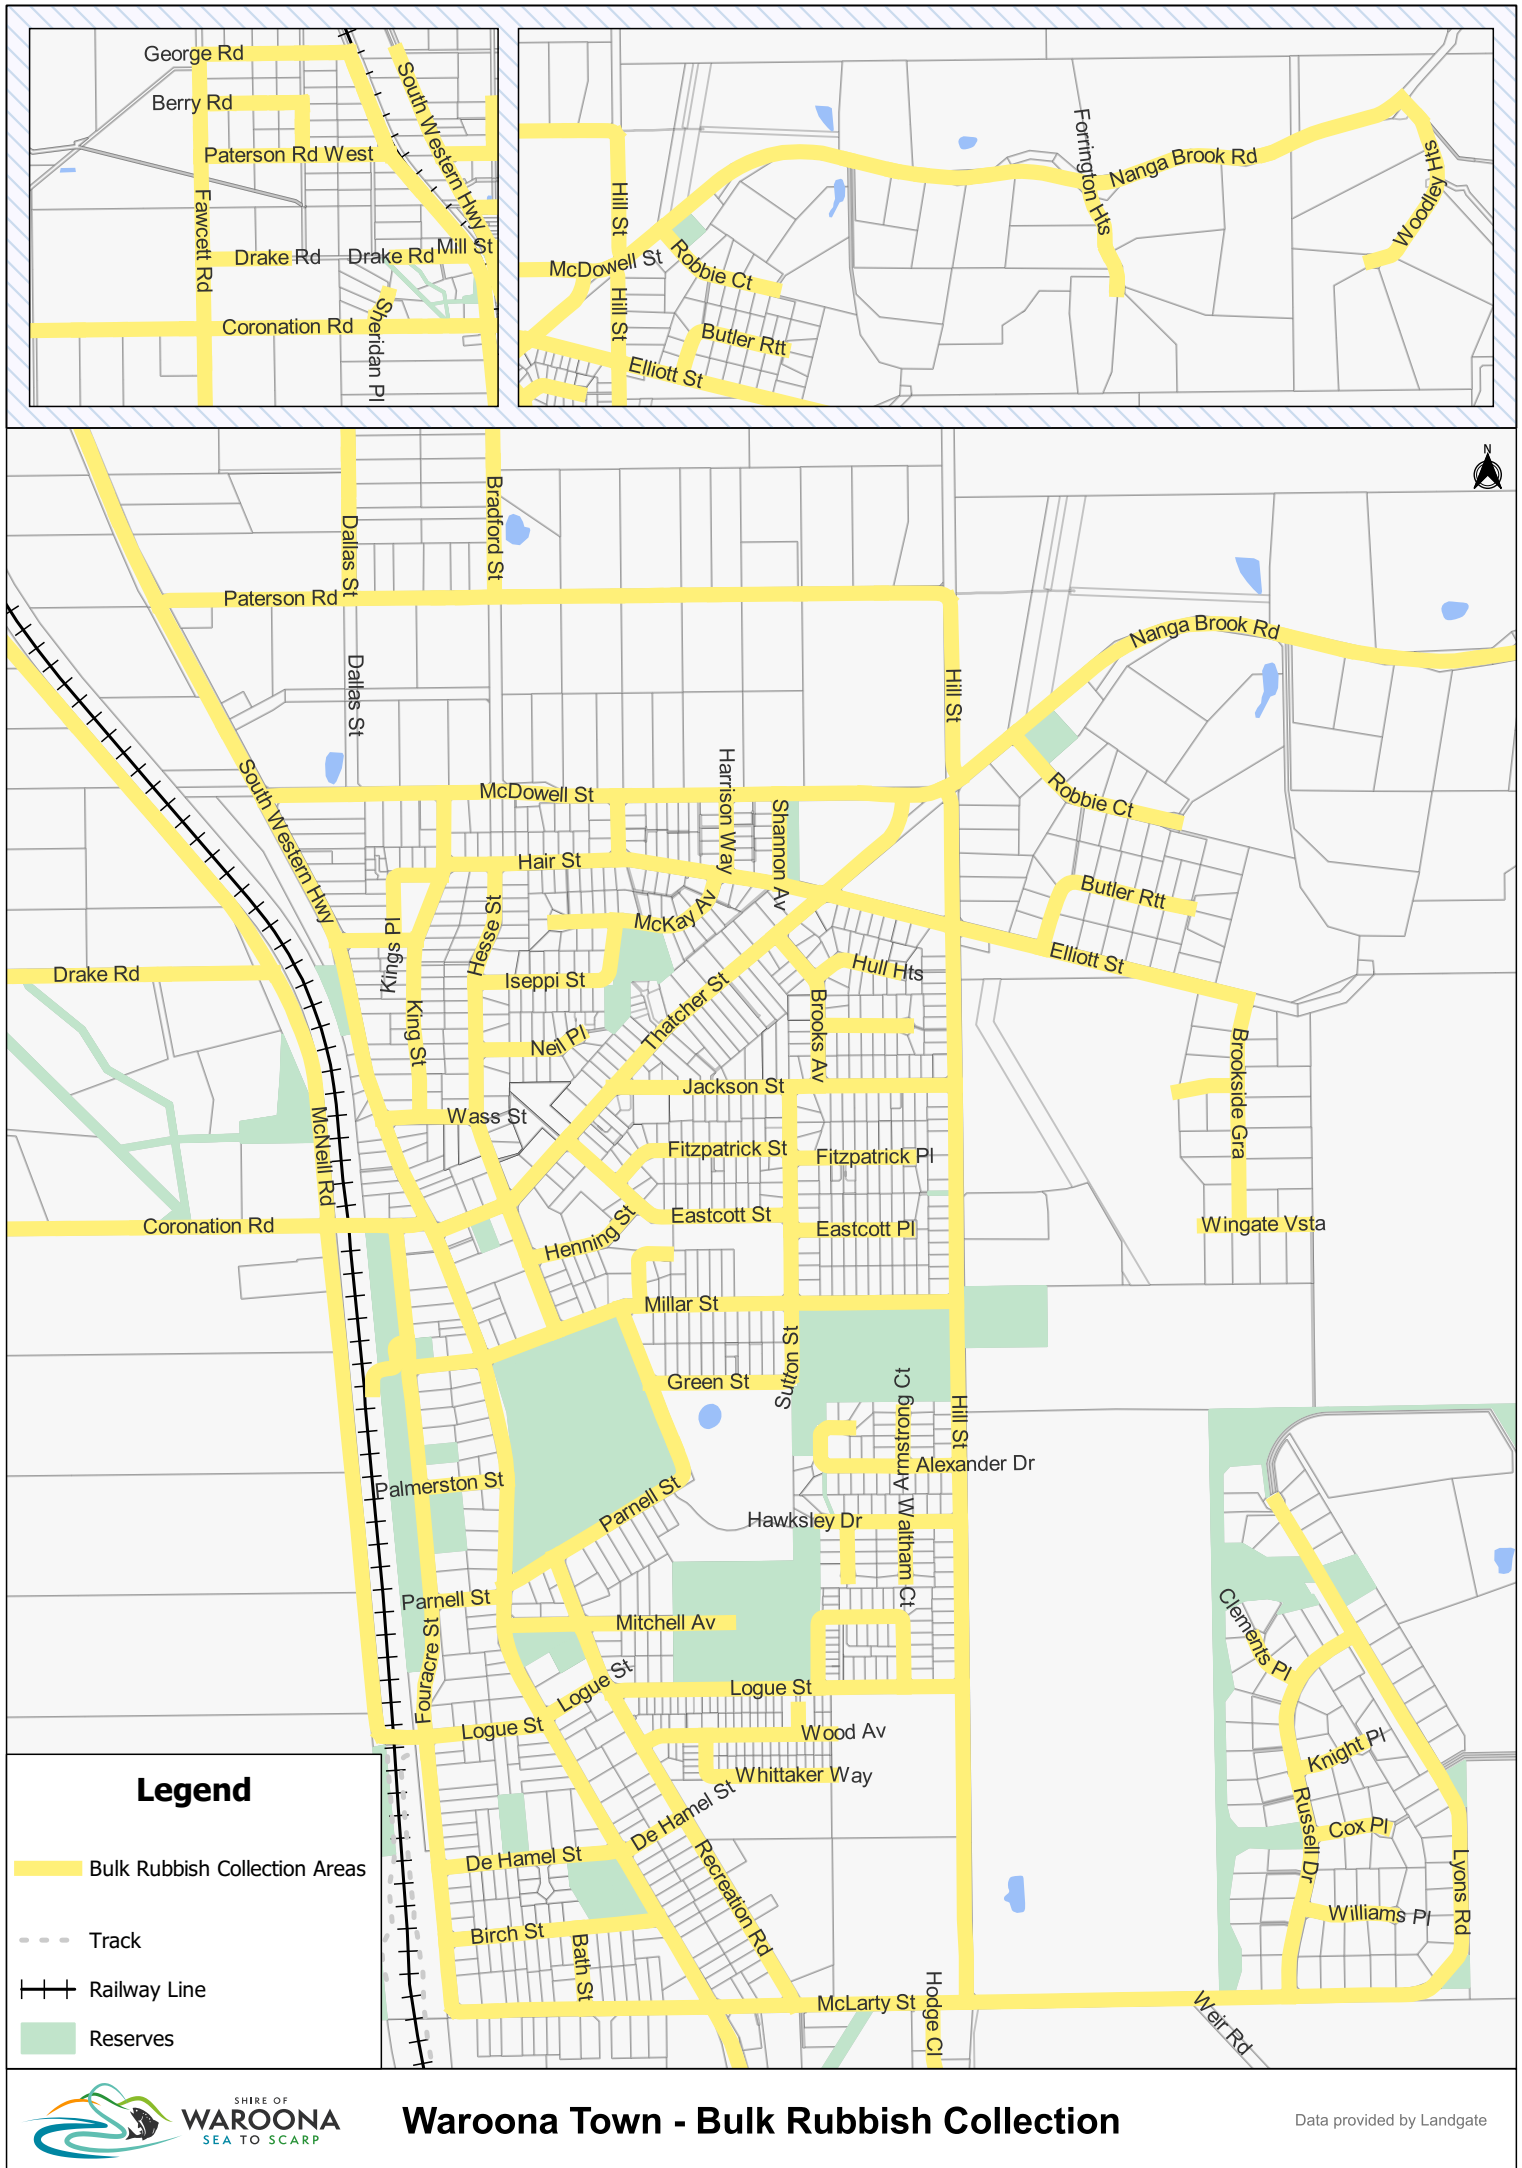 George Rd
South Western Hwy
Berry Rd
Paterson Rd West
Fawcett Rd
Drake Rd
Drake Rd
Mill St
Coronation Rd
Sheridan Pl
Forrington Hts
Nanga Brook Rd
Woodley Hts
Hill St
McDowell St
Robbie Ct
Hill St
Butler Rtt
Elliott St
N
Bradford St
Dallas St
Paterson Rd
Nanga Brook Rd
Dallas St
Hill St
South Western Hwy
McDowell St
Harrison Way
Shannon Av
Robbie Ct
Hair St
McKay Av
Butler Rtt
Kings Pl
Hesse St
Elliott St
Drake Rd
Iseppi St
Hull Hts
Thatcher St
King St
Neil Pl
Brooks Av
Brookside Gra
Jackson St
Wass St
McNeill Rd
Fitzpatrick St
Fitzpatrick Pl
Coronation Rd
Henning St
Eastcott St
Eastcott Pl
Wingate Vsta
Millar St
Sutton St
Green St
Armstrong Ct
Hill St
Alexander Dr
Palmerston St
Parnell St
Hawksley Dr
Waltham Ct
Parnell St
Mitchell Av
Clements Pl
Fouracre St
Logue St
Logue St
Logue St
Wood Av
Knight Pl
Whittaker Way
De Hamel St
Russell Dr
Cox Pl
De Hamel St
Recreation Rd
Lyons Rd
Williams Pl
Birch St
Bath St
McLarty St
Hodge Cl
Weir Rd
Legend
Bulk Rubbish Collection Areas
Track
Railway Line
Reserves
SHIRE OF
WAROONA
SEA TO SCARP
Waroona Town - Bulk Rubbish Collection
Data provided by Landgate